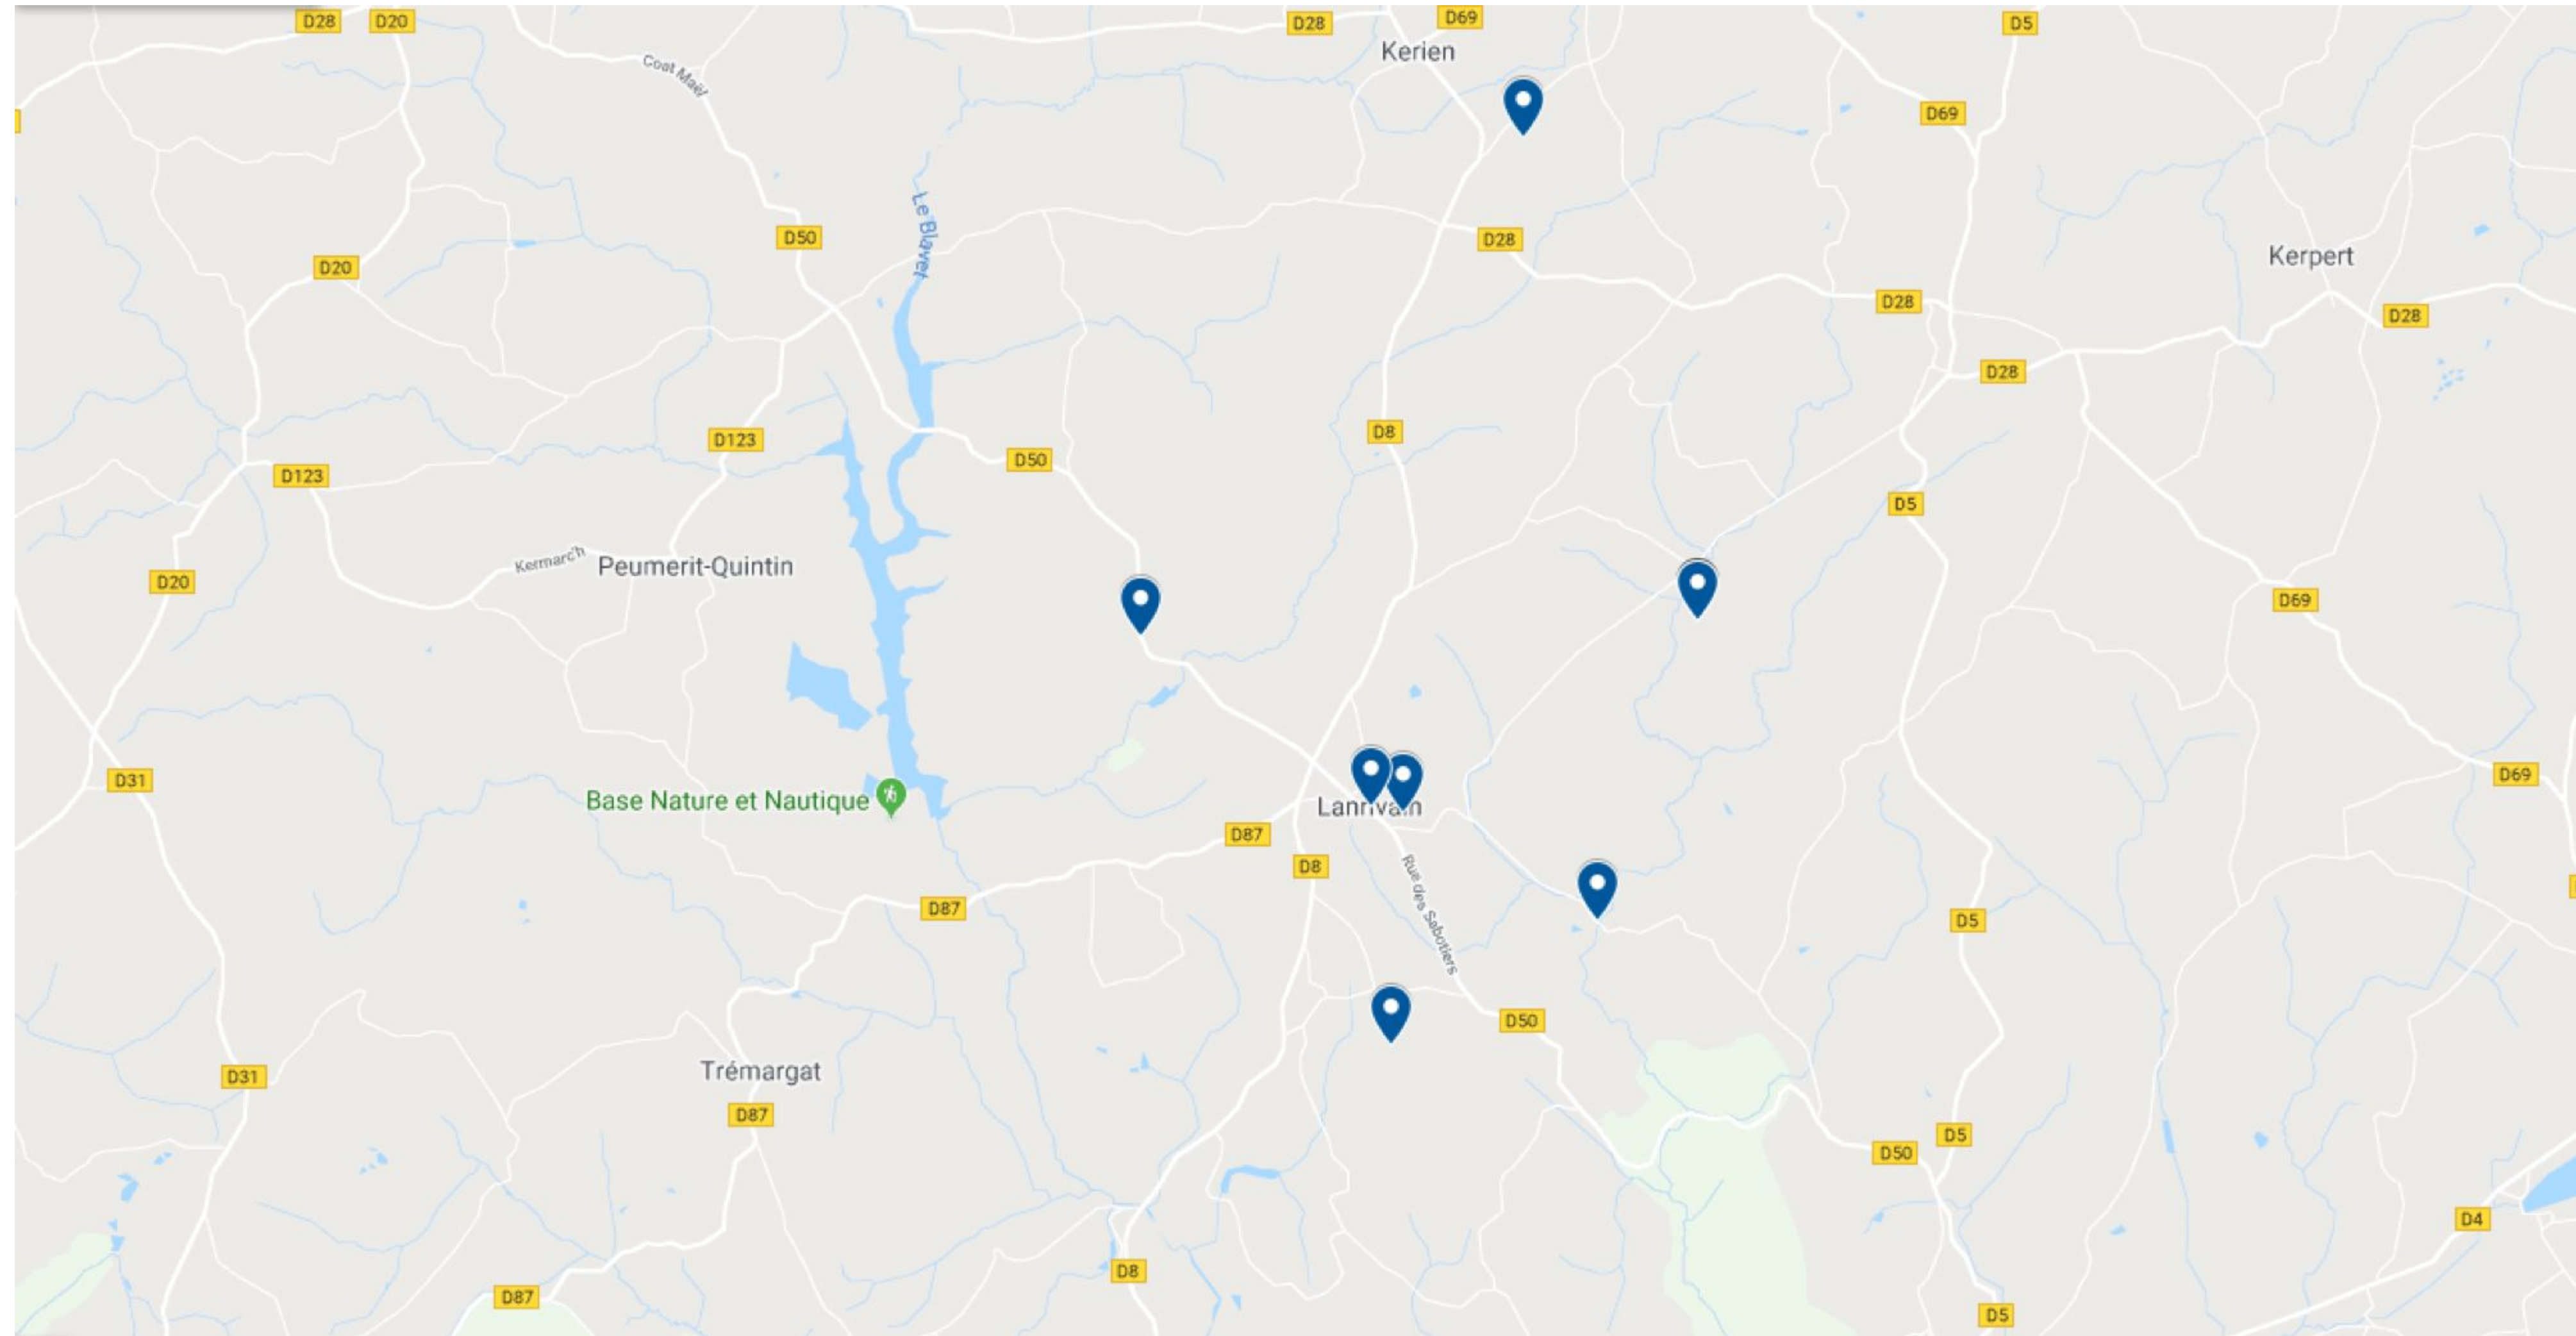 D28
D20
D28
D69
D5
Kerien
Coat Maël
D69
D50
D28
Le Blavet
Kerpert
D20
D28
D28
D28
D8
D123
D50
D123
D5
Kermarc'h
Peumerit-Quintin
D20
D69
D31
D69
Base Nature et Nautique
Lanrivain
D87
D8
Rue des Sabotiers
D87
D5
D50
Trémargat
D31
D87
D5
D50
D4
D8
D87
D5